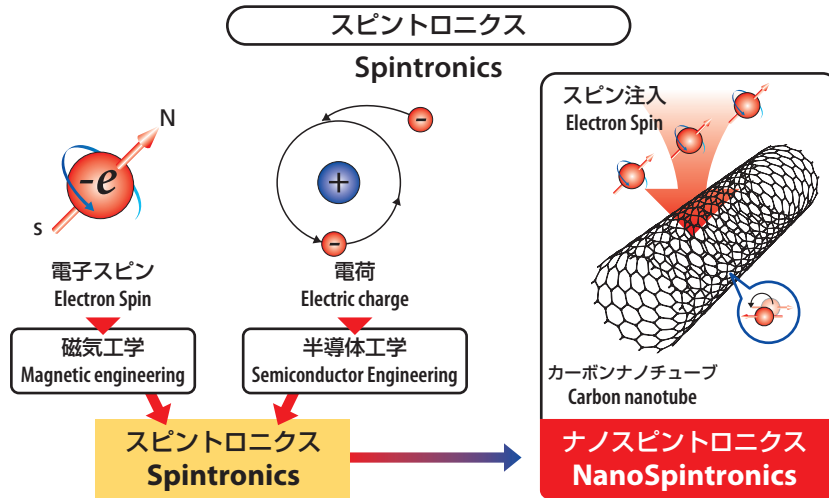 スピントロニクス
Spintronics
N
-e
S
電子スピン
Electron Spin
磁気工学
Magnetic engineering
−
+
−
電荷
Electric charge
半導体工学
Semiconductor Engineering
スピントロニクス
Spintronics
スピン注入
Electron Spin
カーボンナノチューブ
Carbon nanotube
ナノスピントロニクス
NanoSpintronics